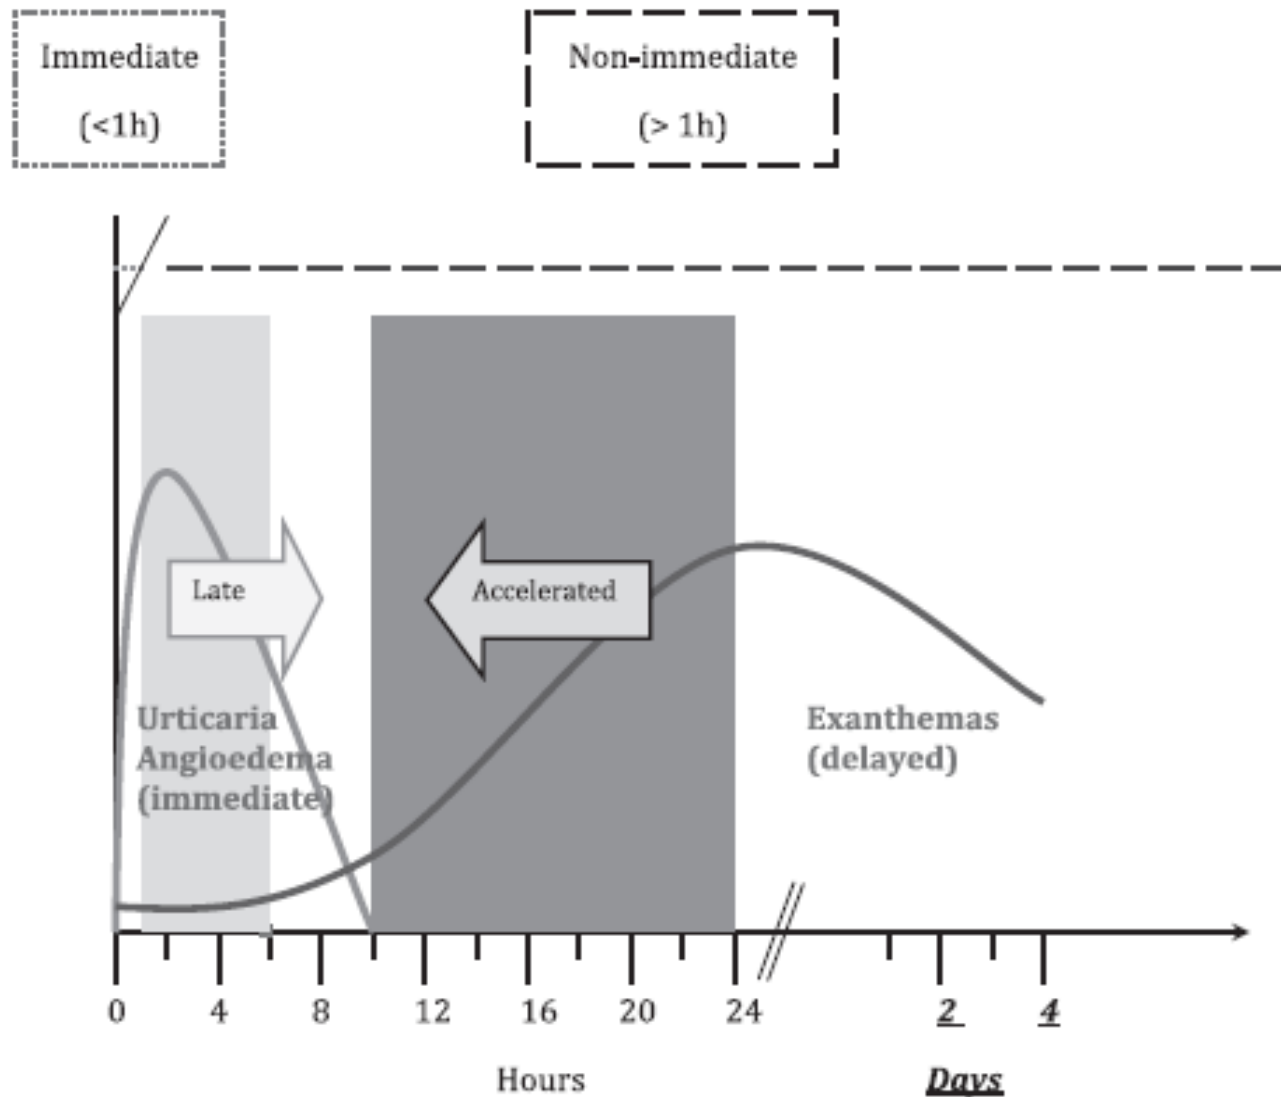 Immediate
(<1h)
Non-immediate
(> 1h)
Late
Accelerated
Urticaria
Angioedema
(immediate)
Exanthemas
(delayed)
0 4 8 12 16 20 24 2 4
Hours Days